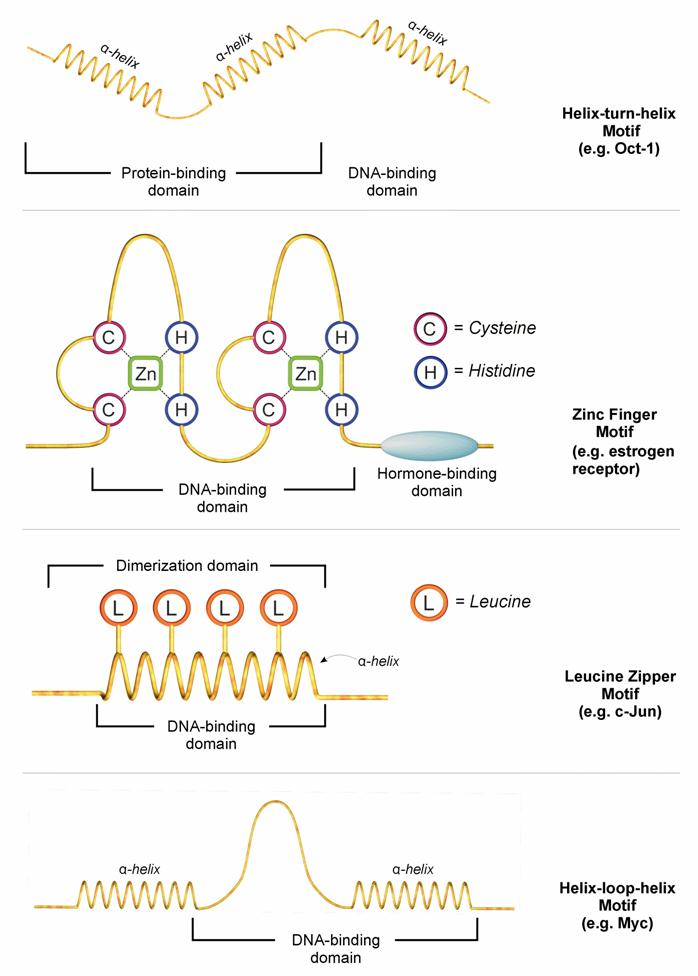 α-helix
α-helix
α-helix
Helix-turn-helix
Motif
(e.g. Oct-1)
Protein-binding
domain
DNA-binding
domain
C
H
C
H
Zn
Zn
C
H
C
H
C = Cysteine
H = Histidine
Zinc Finger
Motif
(e.g. estrogen
receptor)
DNA-binding
domain
Hormone-binding
domain
Dimerization domain
L
L
L
L
L = Leucine
α-helix
Leucine Zipper
Motif
(e.g. c-Jun)
DNA-binding
domain
α-helix
α-helix
Helix-loop-helix
Motif
(e.g. Myc)
DNA-binding
domain